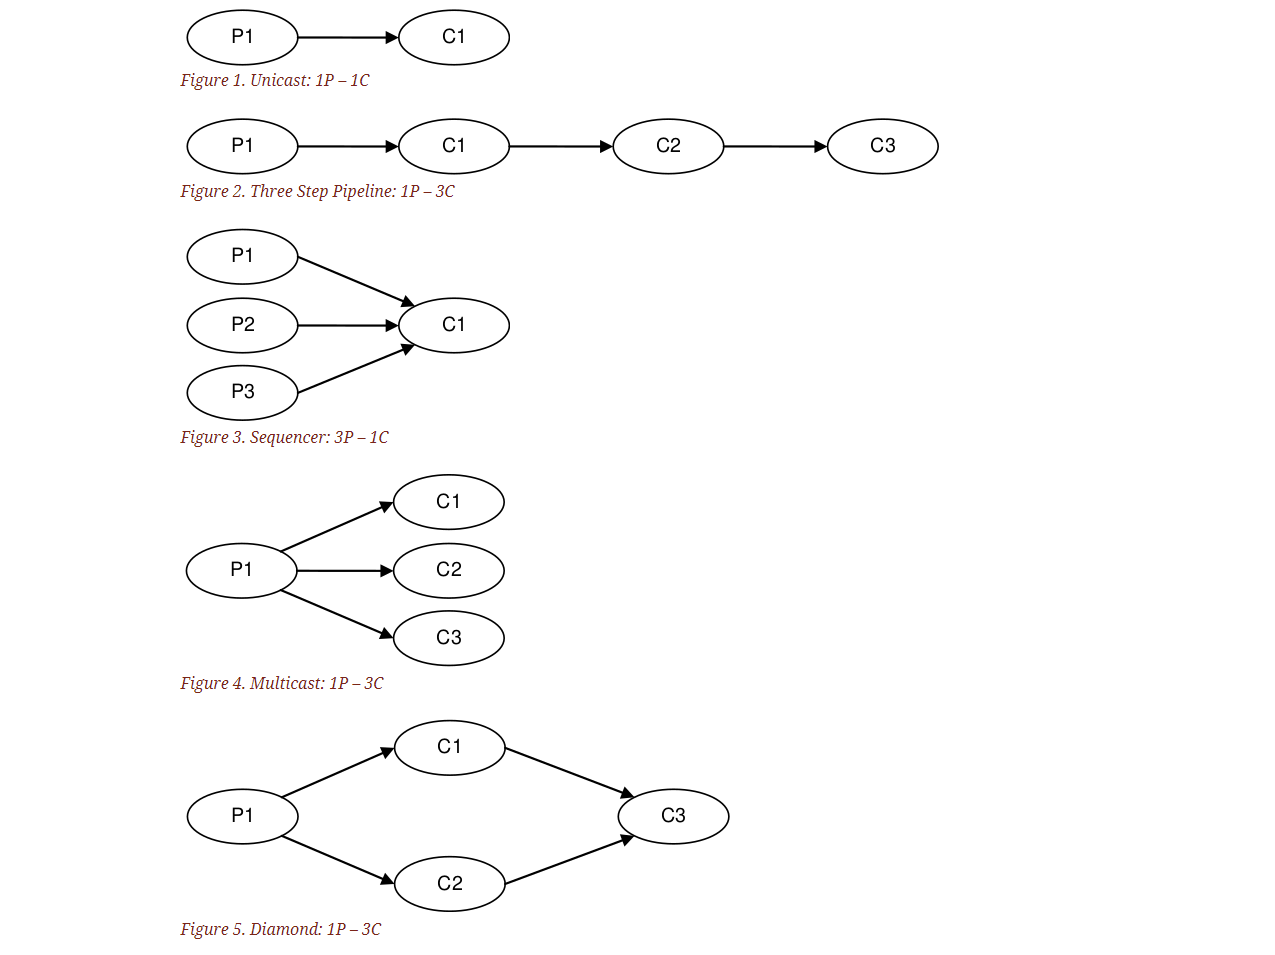 P1 C1
Figure 1. Unicast: 1P – 1C
P1 C1 C2 C3
Figure 2. Three Step Pipeline: 1P – 3C
P1
P2 C1
P3
Figure 3. Sequencer: 3P – 1C
C1
P1 C2
C3
Figure 4. Multicast: 1P – 3C
C1
P1 C3
C2
Figure 5. Diamond: 1P – 3C